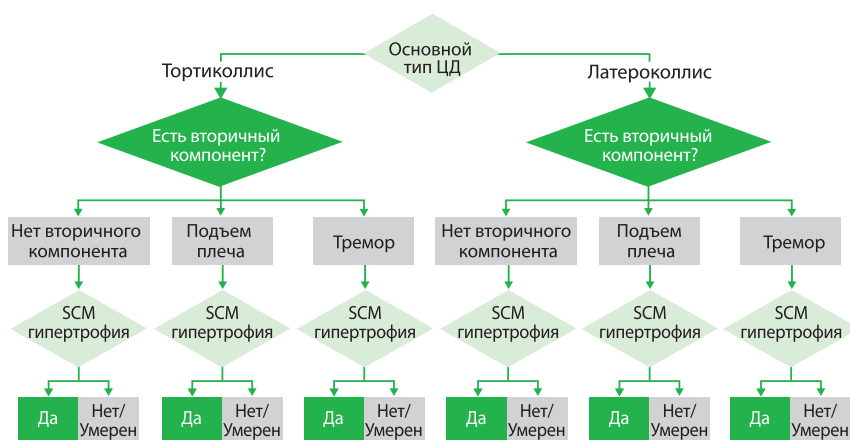 Основной
тип ЦД
Тортиколлис
Латероколлис
Есть вторичный
компонент?
Есть вторичный
компонент?
Нет вторичного
компонента
Подъем
плеча
Тремор
Нет вторичного
компонента
Подъем
плеча
Тремор
SCM
гипертрофия
SCM
гипертрофия
SCM
гипертрофия
SCM
гипертрофия
SCM
гипертрофия
SCM
гипертрофия
Да
Нет/
Умерен
Да
Нет/
Умерен
Да
Нет/
Умерен
Да
Нет/
Умерен
Да
Нет/
Умерен
Да
Нет/
Умерен